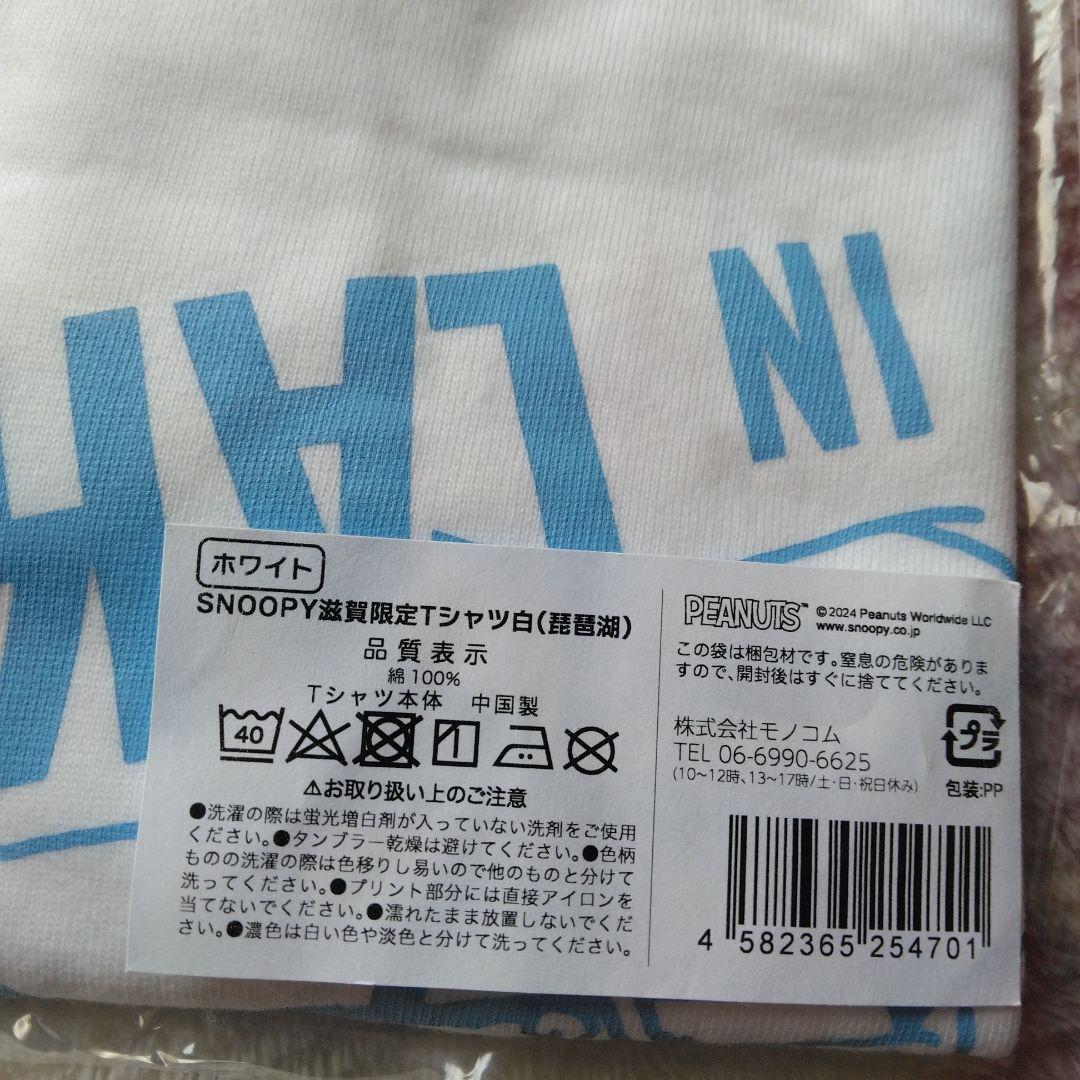 IN
LA
ホワイト
SNOOPY滋賀限定Tシャツ白(琵琶湖)
品質表示
綿100%
Tシャツ本体 中国製
40
⚠お取り扱い上のご注意
●洗濯の際は蛍光増白剤が入っていない洗剤をご使用
ください。●タンブラー乾燥は避けてください。●色柄
ものの洗濯の際は色移りし易いので他のものと分けて
洗ってください。●プリント部分には直接アイロンを
当てないでください。●濡れたまま放置しないでくだ
さい。●濃色は白い色や淡色と分けて洗ってください。
PEANUTS™ ©2024 Peanuts Worldwide LLC
www.snoopy.co.jp
この袋は梱包材です。窒息の危険がありま
すので、開封後はすぐに捨ててください。
株式会社モノコム
TEL 06-6990-6625
(10〜12時、13〜17時/土・日・祝日休み)
プラ
包装:PP
4 582365 254701